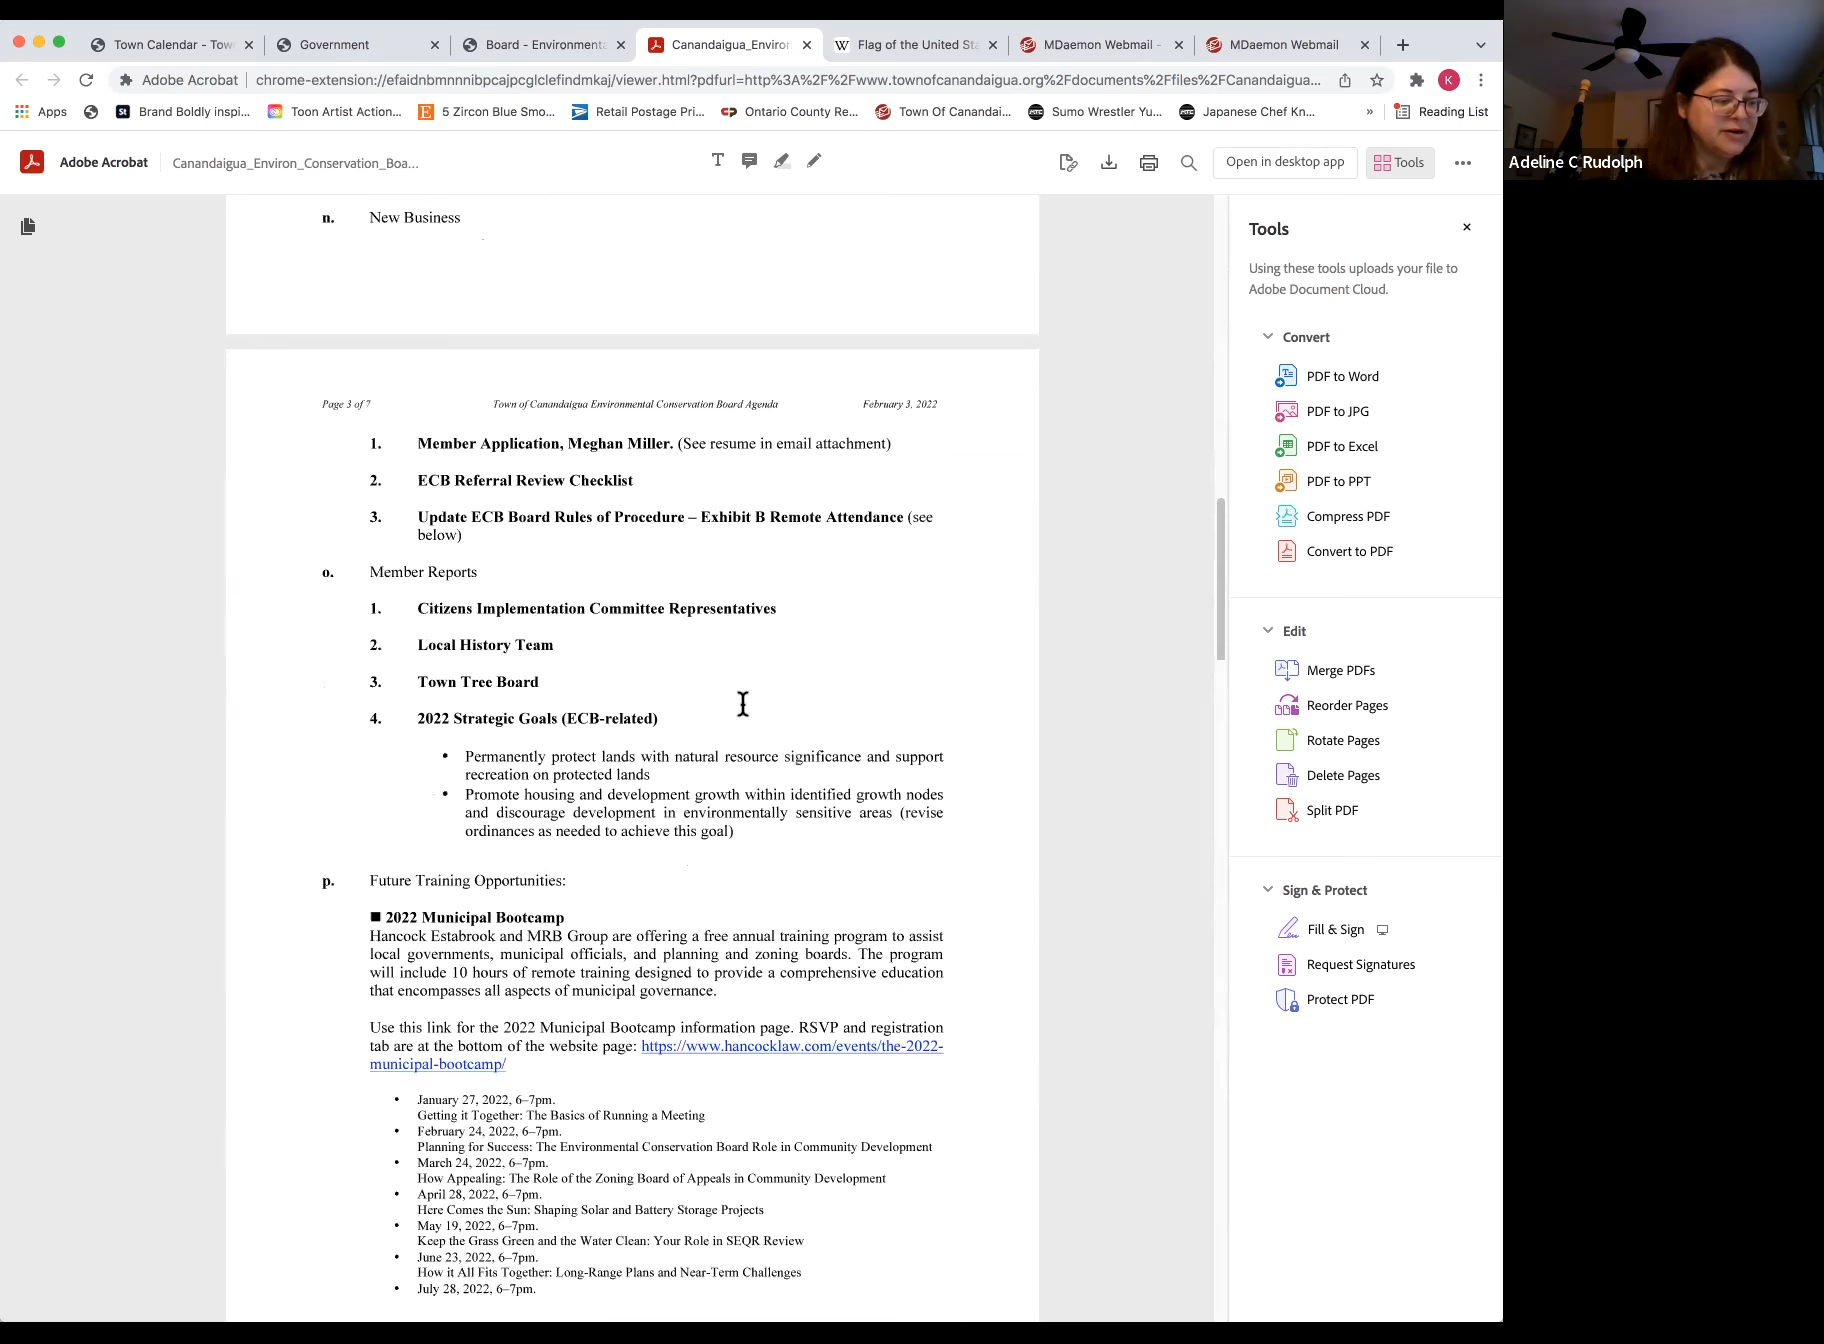 Town Calendar - Tow
Government
Board - Environmenta
Canandaigua_Environ
Flag of the United Sta
MDaemon Webmail -
MDaemon Webmail
Adobe Acrobat
chrome-extension://efaidnbmnnnibpcajpcglclefindmkaj/viewer.html?pdfurl=http%3A%2F%2Fwww.townofcanandaigua.org%2Fdocuments%2Ffiles%2FCanandaigua...
K
Apps
Brand Boldly inspi...
Toon Artist Action...
5 Zircon Blue Smo...
Retail Postage Pri...
Ontario County Re...
Town Of Canandai...
Sumo Wrestler Yu...
Japanese Chef Kn...
»
Reading List
Adobe Acrobat
Canandaigua_Environ_Conservation_Boa...
Open in desktop app
Tools
Adeline C Rudolph
n. New Business
Page 3 of 7 Town of Canandaigua Environmental Conservation Board Agenda February 3, 2022
1. Member Application, Meghan Miller. (See resume in email attachment)
2. ECB Referral Review Checklist
3. Update ECB Board Rules of Procedure – Exhibit B Remote Attendance (see
below)
o. Member Reports
1. Citizens Implementation Committee Representatives
2. Local History Team
3. Town Tree Board
4. 2022 Strategic Goals (ECB-related)
• Permanently protect lands with natural resource significance and support
recreation on protected lands
• Promote housing and development growth within identified growth nodes
and discourage development in environmentally sensitive areas (revise
ordinances as needed to achieve this goal)
p. Future Training Opportunities:
■ 2022 Municipal Bootcamp
Hancock Estabrook and MRB Group are offering a free annual training program to assist
local governments, municipal officials, and planning and zoning boards. The program
will include 10 hours of remote training designed to provide a comprehensive education
that encompasses all aspects of municipal governance.
Use this link for the 2022 Municipal Bootcamp information page. RSVP and registration
tab are at the bottom of the website page: https://www.hancocklaw.com/events/the-2022-
municipal-bootcamp/
• January 27, 2022, 6–7pm.
Getting it Together: The Basics of Running a Meeting
• February 24, 2022, 6–7pm.
Planning for Success: The Environmental Conservation Board Role in Community Development
• March 24, 2022, 6–7pm.
How Appealing: The Role of the Zoning Board of Appeals in Community Development
• April 28, 2022, 6–7pm.
Here Comes the Sun: Shaping Solar and Battery Storage Projects
• May 19, 2022, 6–7pm.
Keep the Grass Green and the Water Clean: Your Role in SEQR Review
• June 23, 2022, 6–7pm.
How it All Fits Together: Long-Range Plans and Near-Term Challenges
• July 28, 2022, 6–7pm.
Tools
Using these tools uploads your file to
Adobe Document Cloud.
Convert
PDF to Word
PDF to JPG
PDF to Excel
PDF to PPT
Compress PDF
Convert to PDF
Edit
Merge PDFs
Reorder Pages
Rotate Pages
Delete Pages
Split PDF
Sign & Protect
Fill & Sign
Request Signatures
Protect PDF